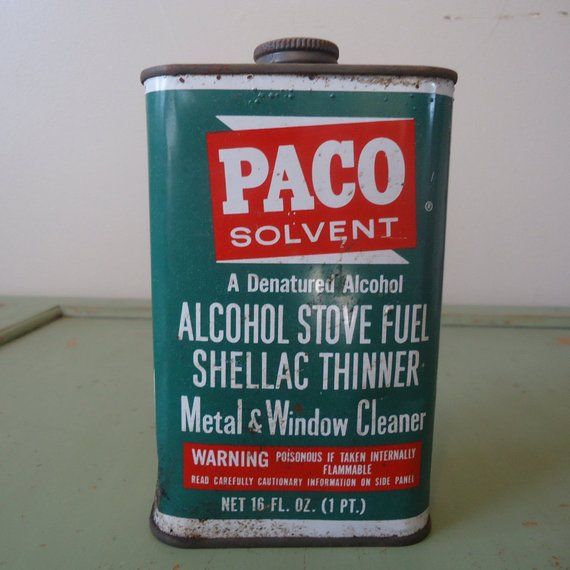 PACO
SOLVENT
®
A Denatured Alcohol
ALCOHOL STOVE FUEL
SHELLAC THINNER
Metal & Window Cleaner
WARNING POISONOUS IF TAKEN INTERNALLY
FLAMMABLE
READ CAREFULLY CAUTIONARY INFORMATION ON SIDE PANEL
NET 16 FL. OZ. (1 PT.)